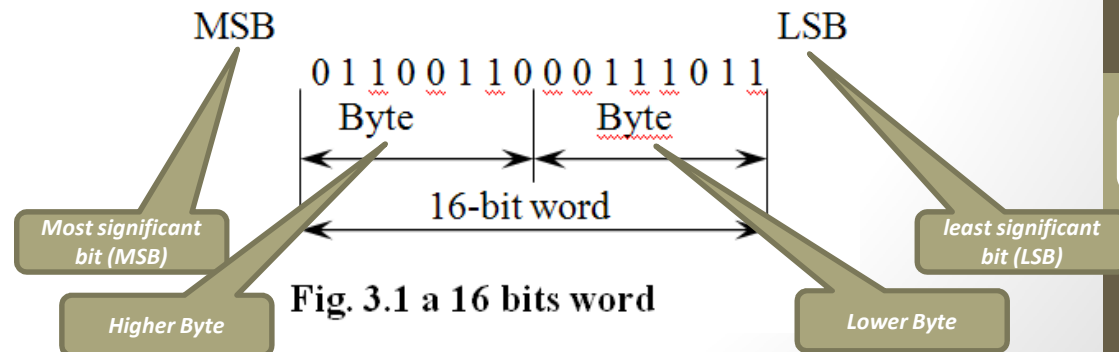 MSB
LSB
0 1 1 0 0 1 1 0 0 0 1 1 1 0 1 1
Byte
Byte
16-bit word
Most significant
bit (MSB)
least significant
bit (LSB)
Fig. 3.1 a 16 bits word
Higher Byte
Lower Byte